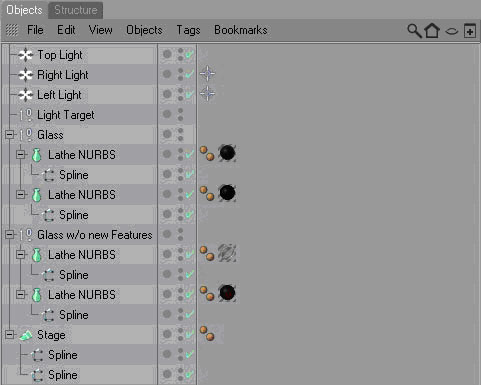 Objects Structure
File Edit View Objects Tags Bookmarks
Top Light
Right Light
Left Light
Light Target
Glass
Lathe NURBS
Spline
Lathe NURBS
Spline
Glass w/o new Features
Lathe NURBS
Spline
Lathe NURBS
Spline
Stage
Spline
Spline